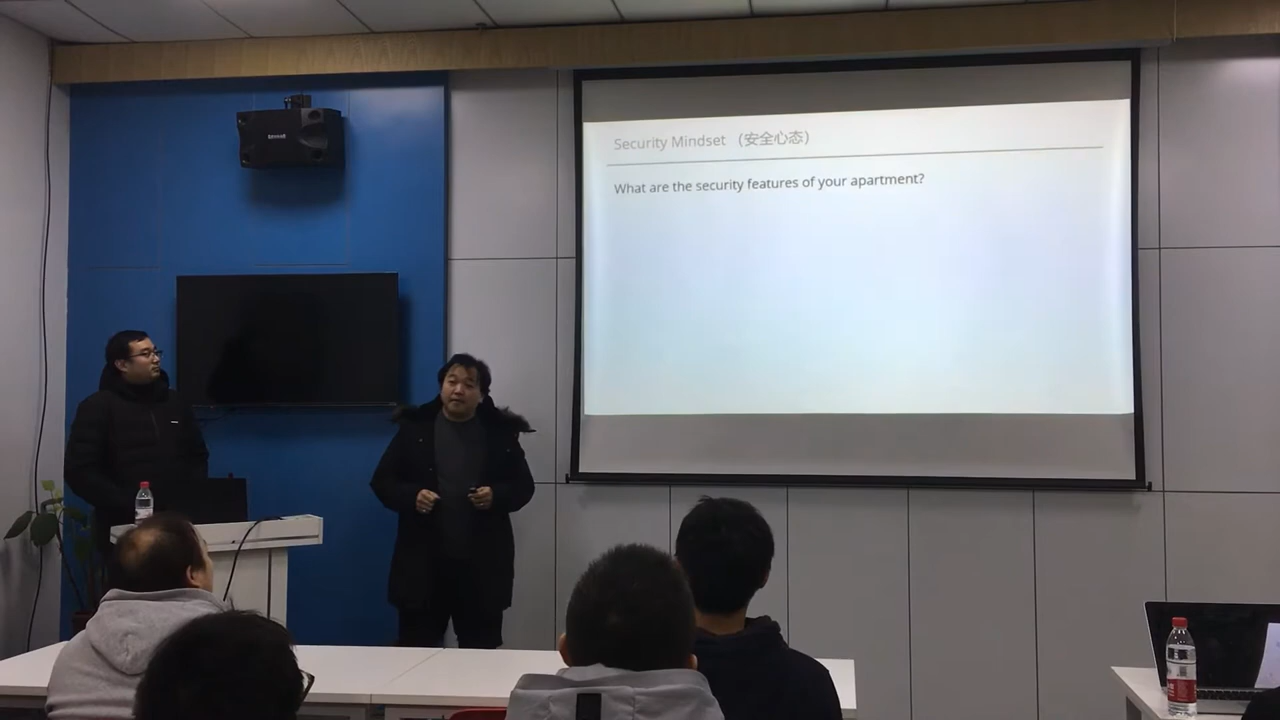 Security Mindset （安全心态）
What are the security features of your apartment?